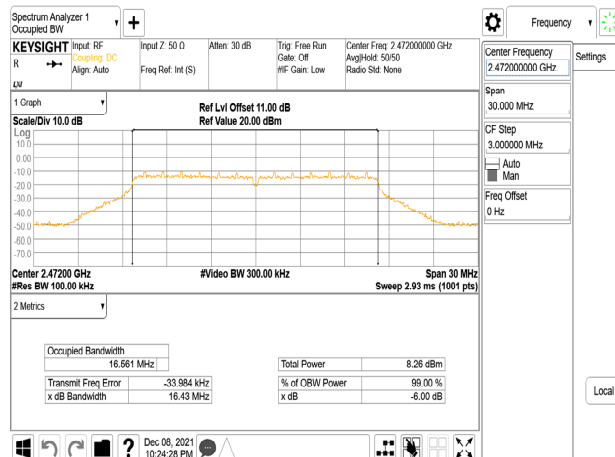 Spectrum Analyzer 1
Occupied BW
Frequency
KEYSIGHT
R
Input: RF
Coupling: DC
Align: Auto
Input Z: 50 Ω
Freq Ref: Int (S)
Atten: 30 dB
Trig: Free Run
Gate: Off
#IF Gain: Low
Center Freq: 2.472000000 GHz
Avg|Hold: 50/50
Radio Std: None
Center Frequency
2.472000000 GHz
Settings
Span
30.000 MHz
CF Step
3.000000 MHz
Auto
Man
Freq Offset
0 Hz
1 Graph
Scale/Div 10.0 dB
Ref Lvl Offset 11.00 dB
Ref Value 20.00 dBm
Log
10.0
0.00
-10.0
-20.0
-30.0
-40.0
-50.0
-60.0
-70.0
Center 2.47200 GHz
#Res BW 100.00 kHz
#Video BW 300.00 kHz
Span 30 MHz
Sweep 2.93 ms (1001 pts)
2 Metrics
Occupied Bandwidth
16.561 MHz
Total Power 8.26 dBm
Transmit Freq Error -33.984 kHz
% of OBW Power 99.00 %
x dB Bandwidth 16.43 MHz
x dB -6.00 dB
Local
?
Dec 08, 2021
10:24:28 PM